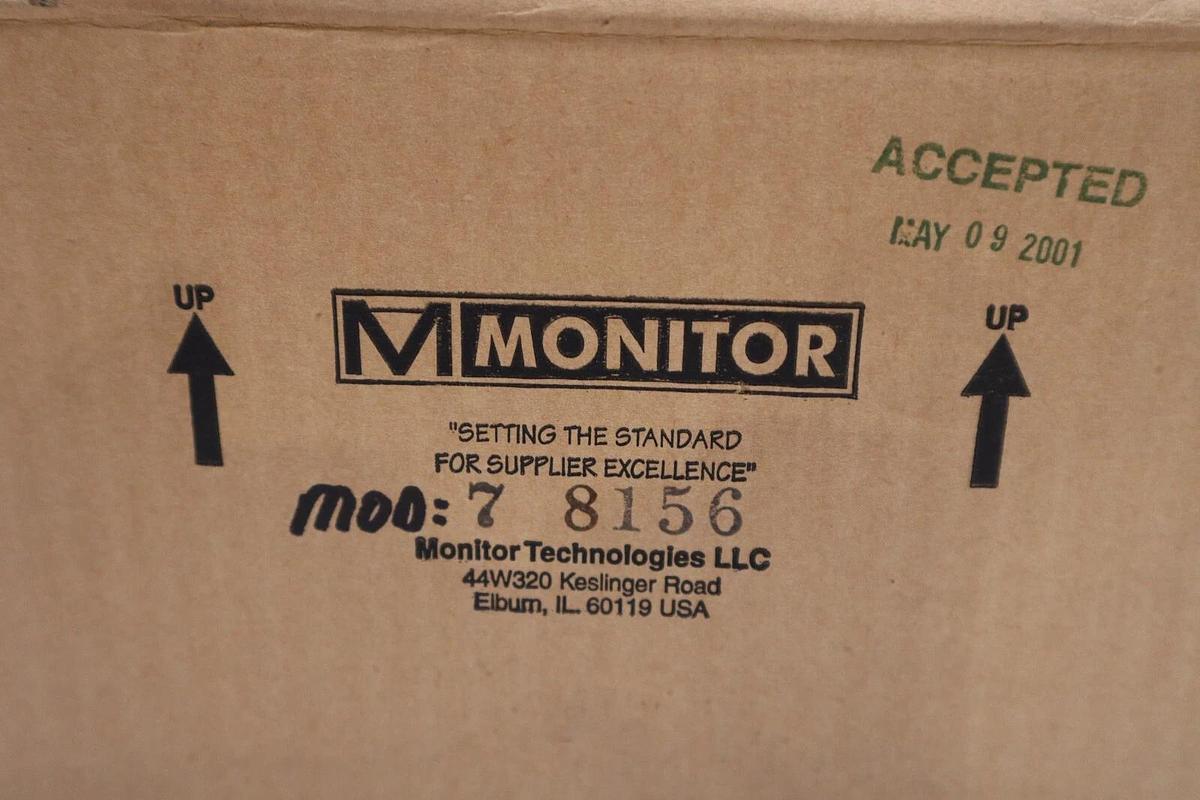 ACCEPTED
MAY 09 2001
UP
UP
M MONITOR
"SETTING THE STANDARD
FOR SUPPLIER EXCELLENCE"
MOD: 7 8156
Monitor Technologies LLC
44W320 Keslinger Road
Elburn, IL. 60119 USA